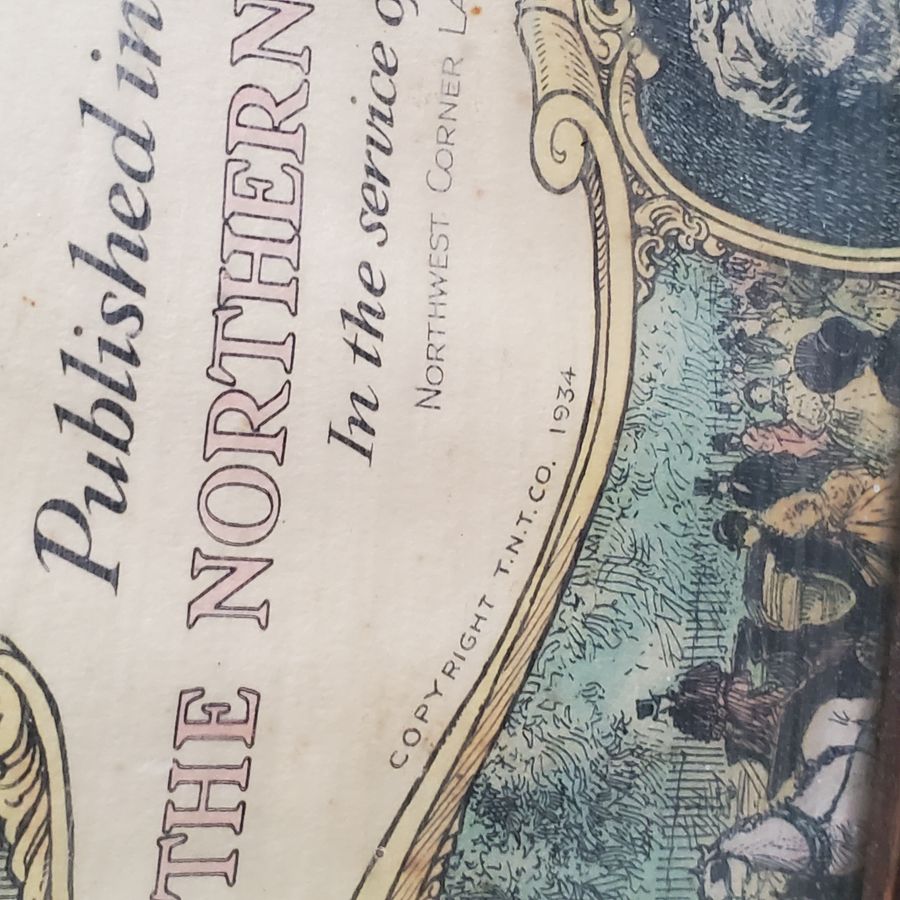 Published in
THE NORTHERN
In the service
NORTHWEST CORNER
COPYRIGHT T.N.T.CO. 1934